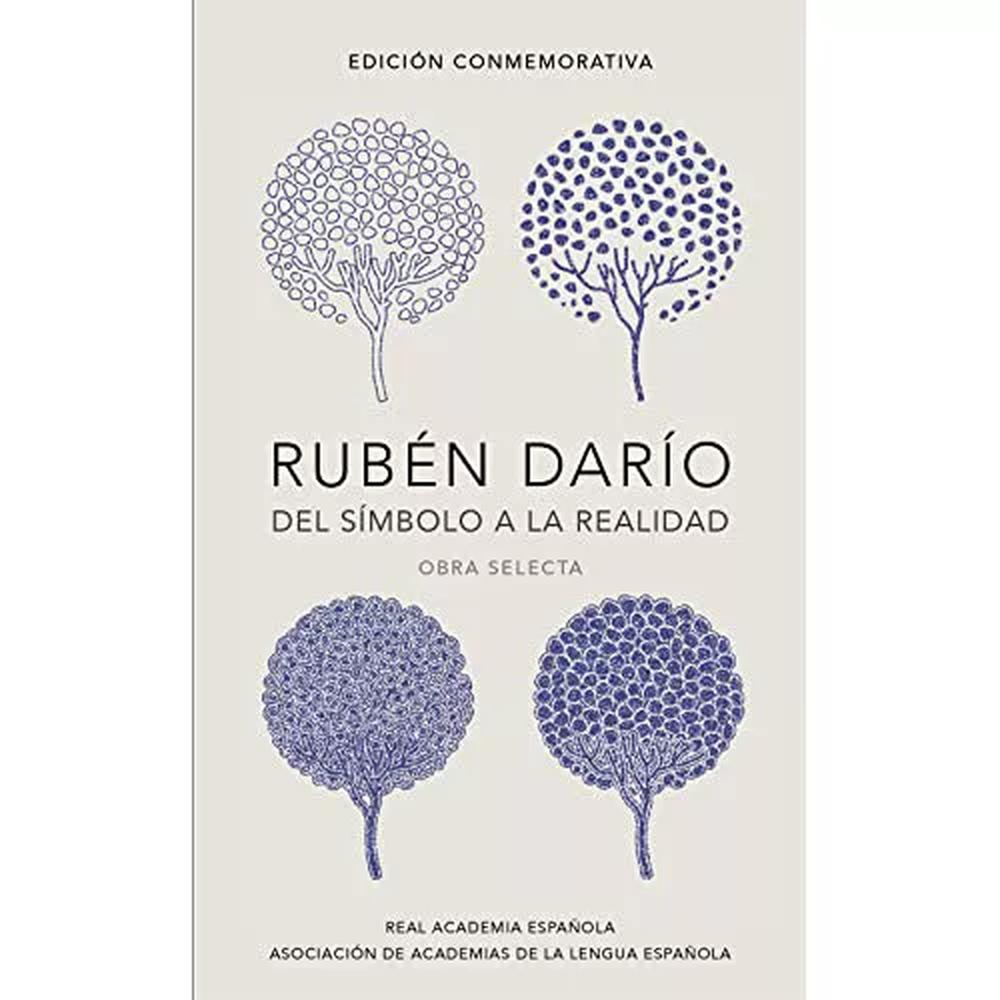 EDICIÓN CONMEMORATIVA
RUBÉN DARÍO
DEL SÍMBOLO A LA REALIDAD
OBRA SELECTA
REAL ACADEMIA ESPAÑOLA
ASOCIACIÓN DE ACADEMIAS DE LA LENGUA ESPAÑOLA